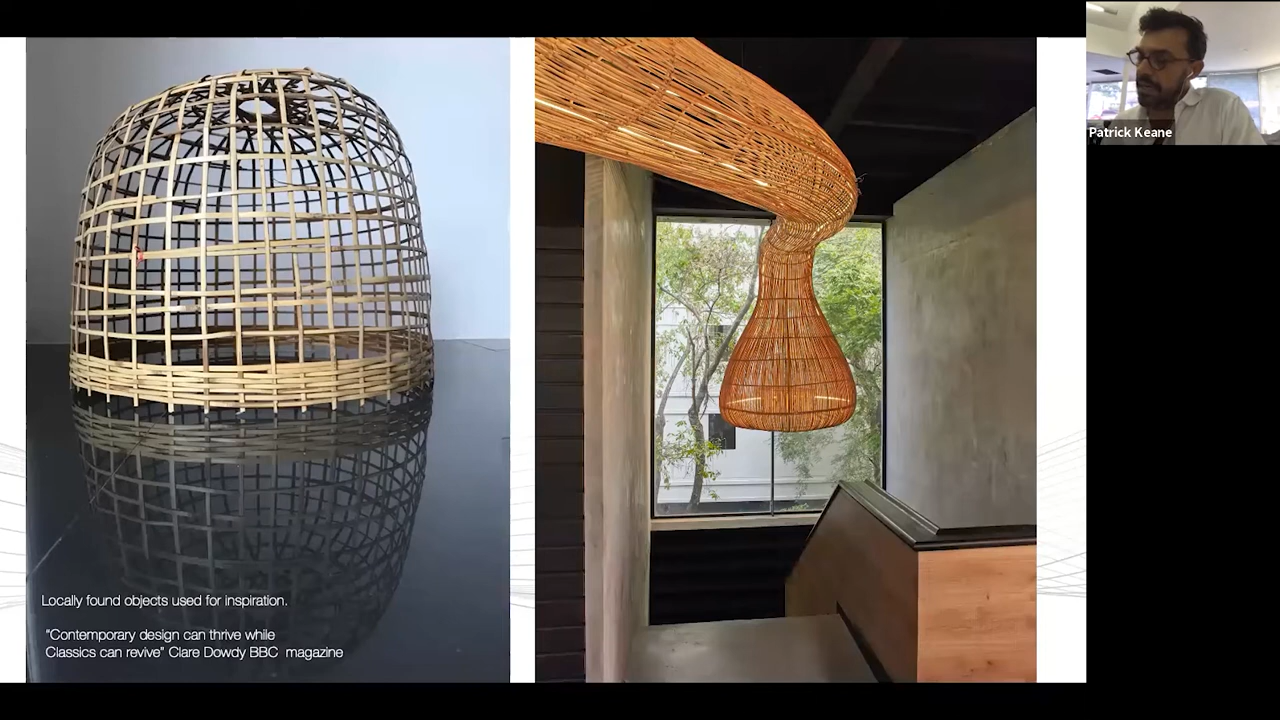 Locally found objects used for inspiration.
"Contemporary design can thrive while
Classics can revive" Clare Dowdy BBC magazine
Patrick Keane